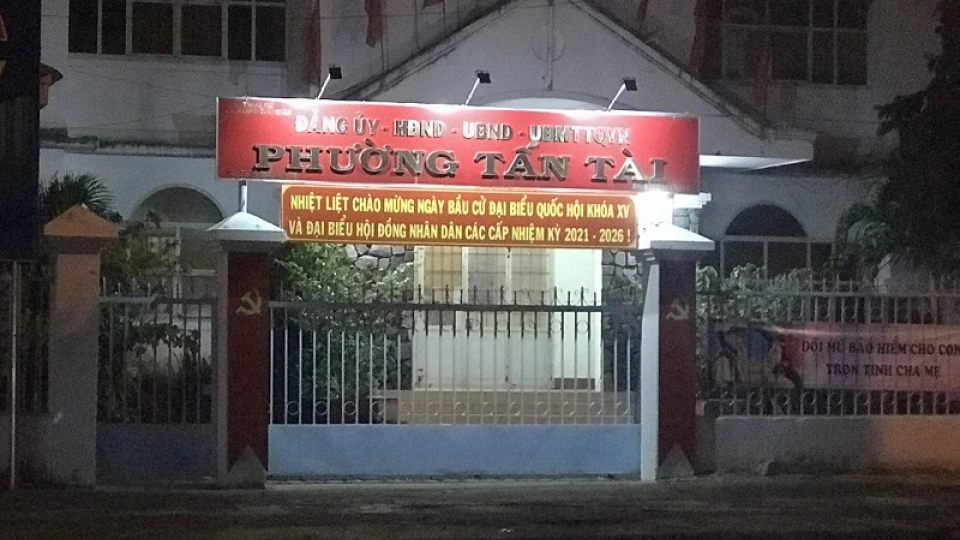 ĐẢNG ỦY - HĐND - UBND - UBMTTQVN
PHƯỜNG TẤN TÀI
NHIỆT LIỆT CHÀO MỪNG NGÀY BẦU CỬ ĐẠI BIỂU QUỐC HỘI KHÓA XV
VÀ ĐẠI BIỂU HỘI ĐỒNG NHÂN DÂN CÁC CẤP NHIỆM KỲ 2021 - 2026 !
ĐỘI MŨ BẢO HIỂM CHO CON
TRỌN TÌNH CHA MẸ